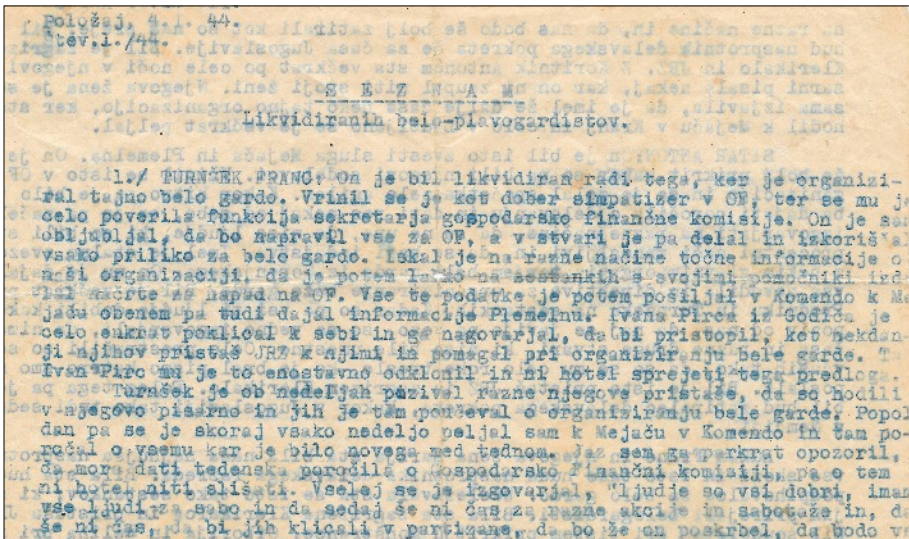 Položaj, 4.I. 44.
Štev.1./44.
S E Z N A M
Likvidiranih belo-plavogardistov.
1./ TURNŠEK FRANC, On je bil likvidiran radi tega, ker je organizi-
ral tajno belo gardo. Vrinil se je kot dober simpatizer v OF, ter se mu je
celo poverila funkcija sekretarja gospodarsko finančne komisije. On je
obljubljal, da bo napravil vse za OF, a v stvari je pa delal in izkoriš
vsako priliko za belo gardo. Iskal je na razne načine točne informacije o
naši organizaciji, da je potem lahko na sestankih s svojimi pomočniki izd
lal načrte za napad na OF. Vse te podatke je potem pošiljal v Komendo k Me
jaču obenem pa tudi dajal informacije Plemelnu. Ivana Pirca iz Godiča je
celo enkrat poklical k sebi in ga nagovarjal, da bi pristopil, kot nekdan-
ji njihov pristaš JRZ k njimi in pomagal pri organiziranju bele garde. T.
Ivan Pirc mu je to enostavno odklonil in ni hotel sprejeti tega predloga.
Turnšek je ob nedeljah pozival razne njegove pristaše, da so hodili
v njegovo pisarno in jih je tam poučeval o organiziranju bele garde. Popol
dan pa se je skoraj vsako nedeljo peljal sam k Mejaču v Komendo in tam po-
ročal o vsemu kar je bilo novega med tednom. Jaz sem ga parkrat opozoril,
da mora dati tedenska poročila o Gospodarsko Finančni komisiji, pa o tem
ni hotel niti slišati. Vselej se je izgovarjal, "ljudje so vsi dobri, imam
vse ljudi za sabo in da sedaj še ni čas za razne akcije in sabotaže in, da
še ni čas, da bi jih klicali v partizane, da bo že on poskrbel, da bodo